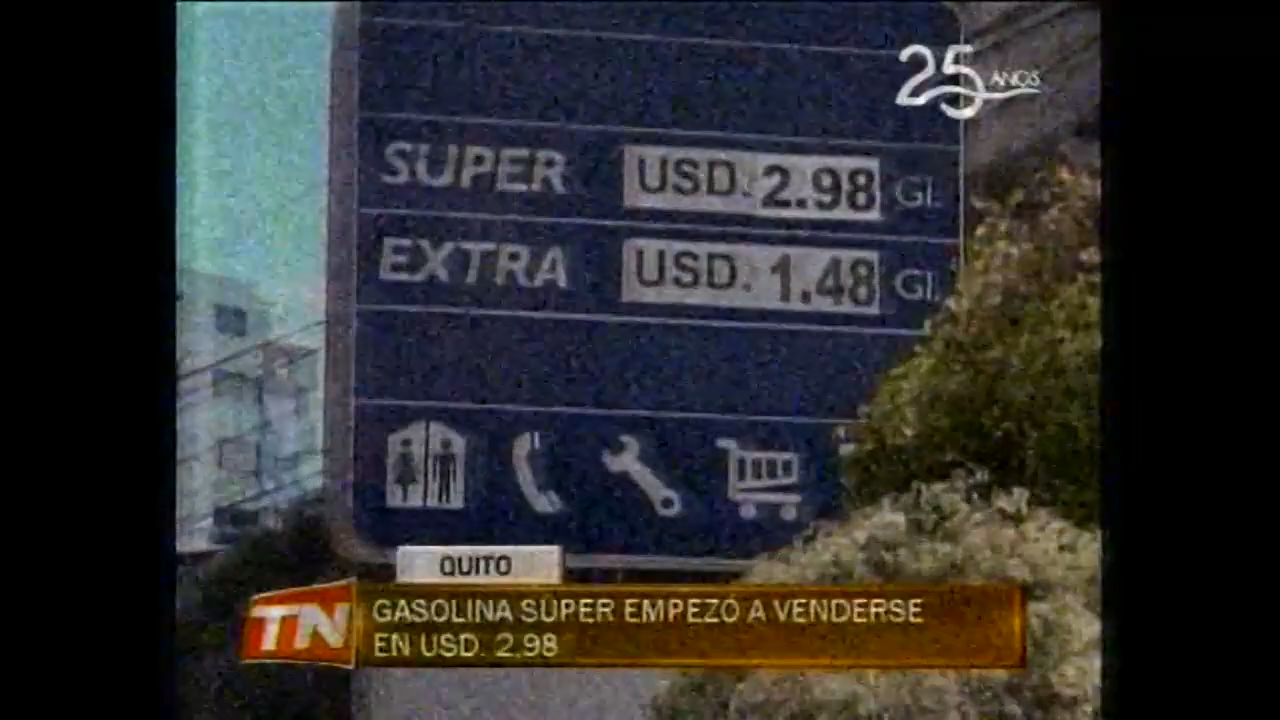 25 AÑOS
SUPER USD. 2.98 Gl.
EXTRA USD. 1.48 Gl.
QUITO
TN
GASOLINA SÚPER EMPEZÓ A VENDERSE
EN USD. 2.98